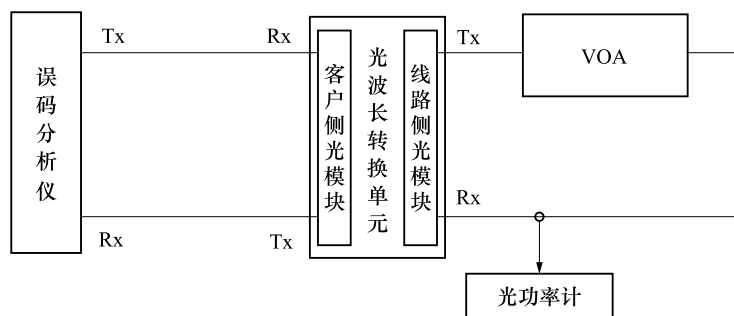 Tx
Rx
Tx
VOA
误码分析仪
客户侧光模块
光波长转换单元
线路侧光模块
Rx
Rx
Tx
光功率计